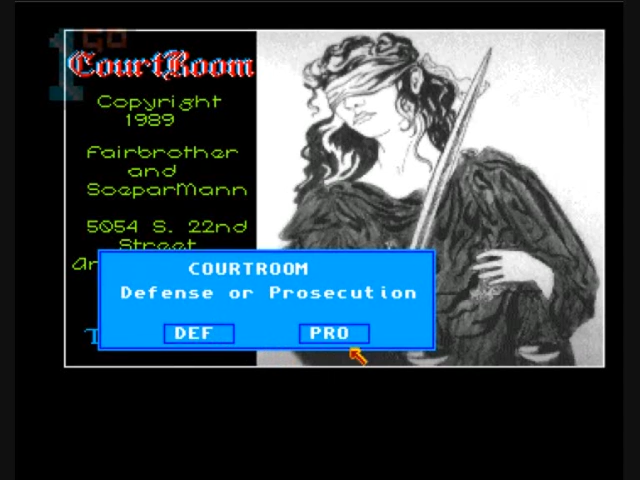 CourtRoom
Copyright
1989
Fairbrother
and
SoeparMann
5054 S. 22nd
Street
COURTROOM
Defense or Prosecution
DEF
PRO